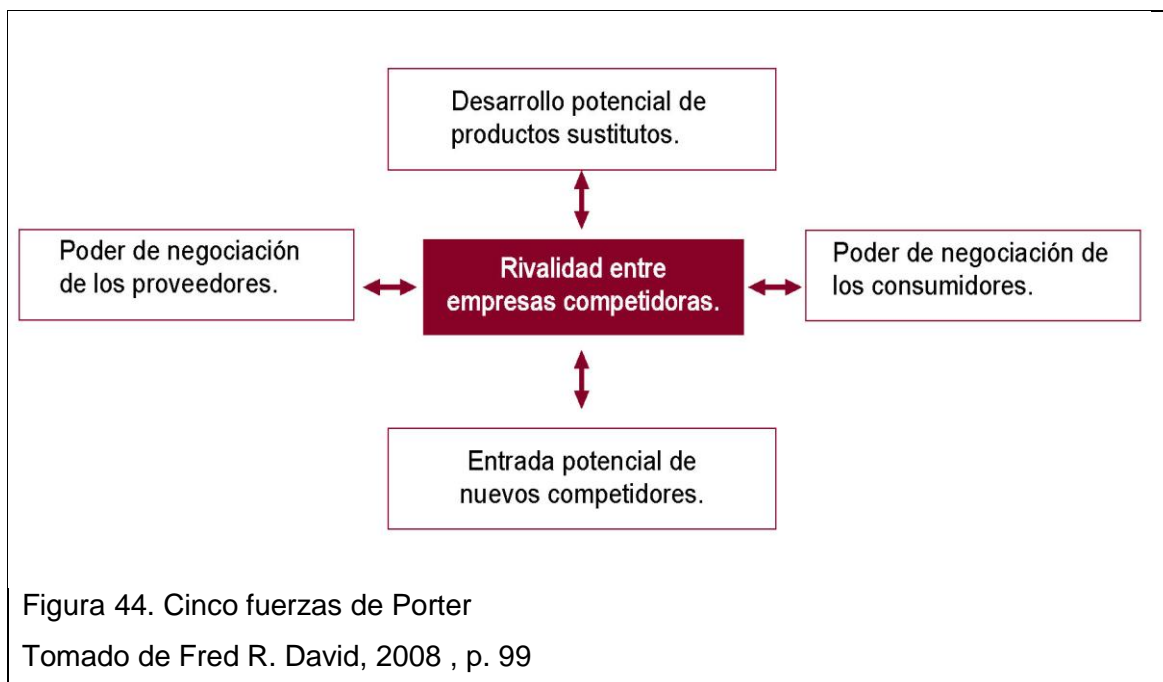 Desarrollo potencial de
productos sustitutos.
Poder de negociación
de los proveedores.
Rivalidad entre
empresas competidoras.
Poder de negociación de
los consumidores.
Entrada potencial de
nuevos competidores.
Figura 44. Cinco fuerzas de Porter
Tomado de Fred R. David, 2008 , p. 99